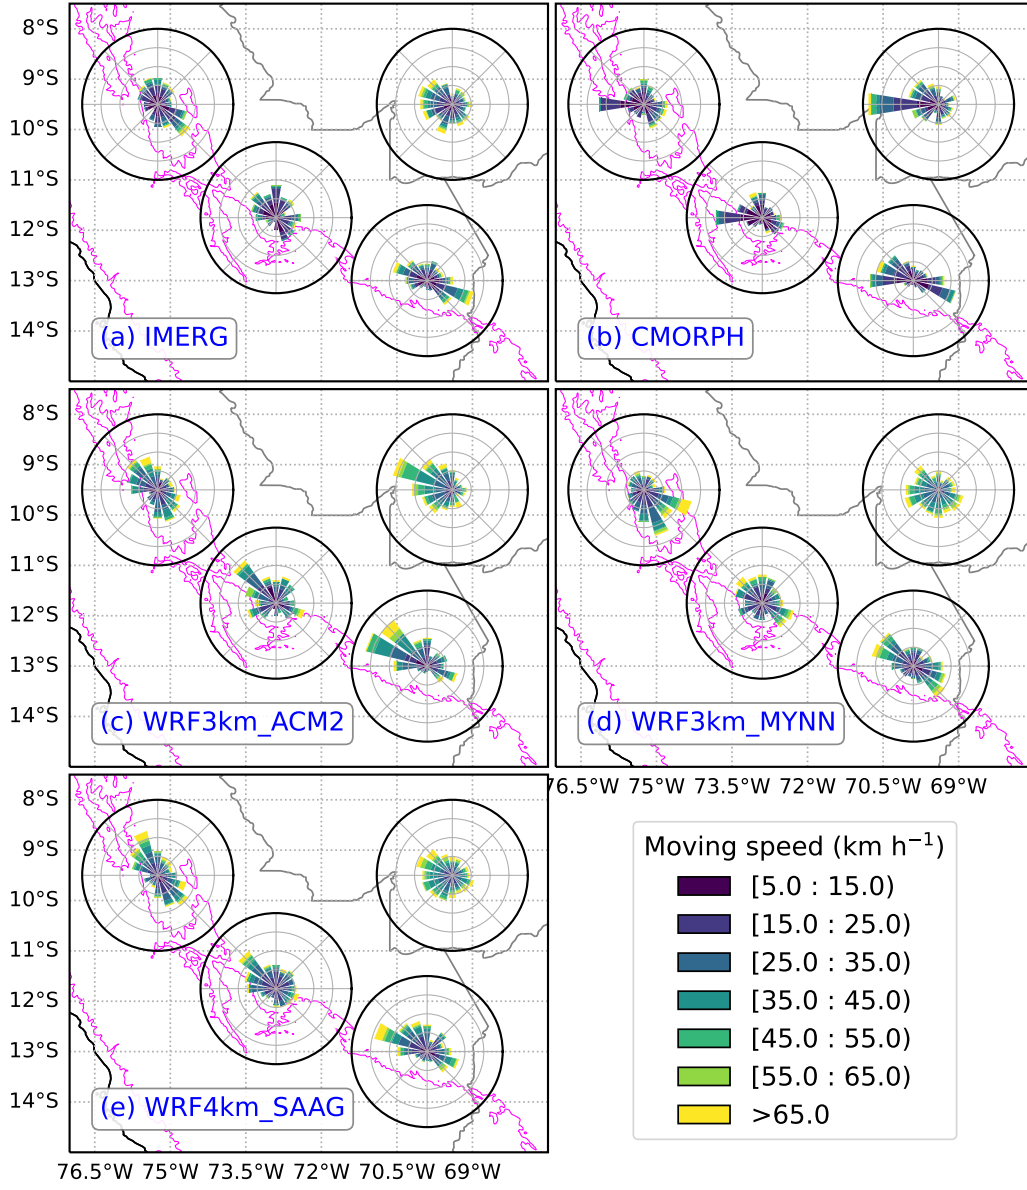 8°S
9°S
10°S
11°S
12°S
13°S
14°S
(a) IMERG
(b) CMORPH
8°S
9°S
10°S
11°S
12°S
13°S
14°S
(c) WRF3km_ACM2
(d) WRF3km_MYNN
76.5°W 75°W 73.5°W 72°W 70.5°W 69°W
8°S
9°S
10°S
11°S
12°S
13°S
14°S
(e) WRF4km_SAAG
76.5°W 75°W 73.5°W 72°W 70.5°W 69°W
Moving speed (km h⁻¹)
[5.0 : 15.0)
[15.0 : 25.0)
[25.0 : 35.0)
[35.0 : 45.0)
[45.0 : 55.0)
[55.0 : 65.0)
>65.0